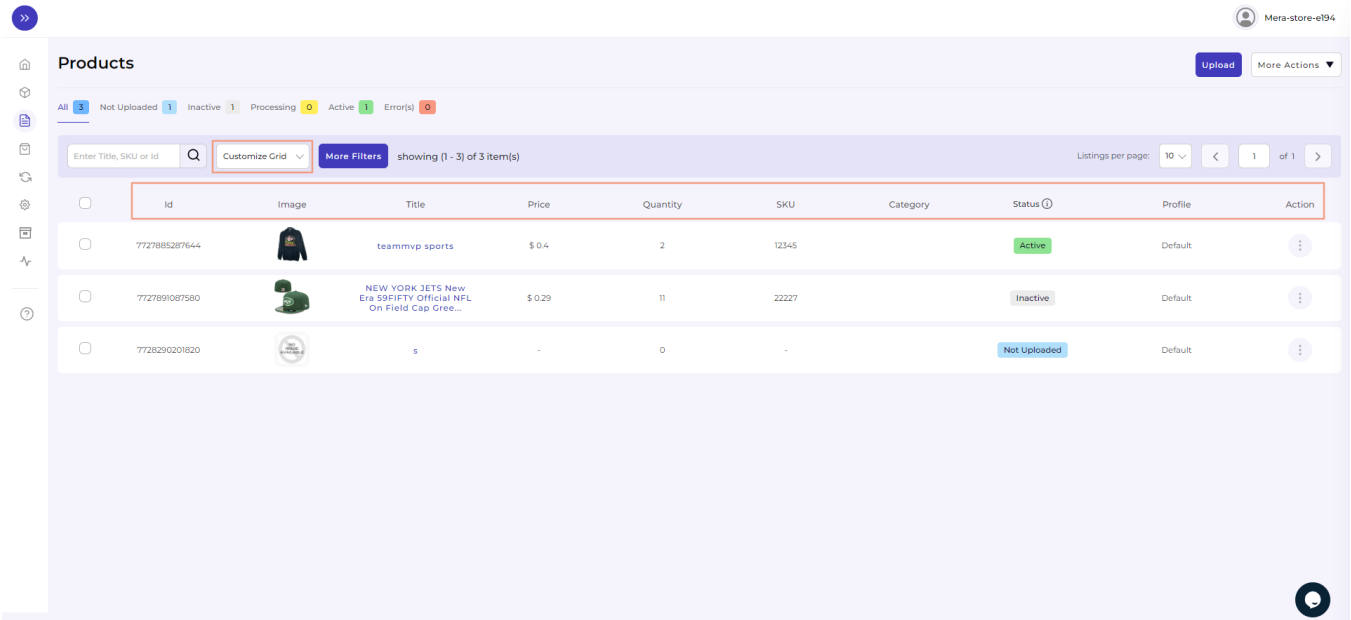 Mera-store-e194
Products
Upload
More Actions ▼
All 3 Not Uploaded 1 Inactive 1 Processing 0 Active 1 Error(s) 0
Enter Title, SKU or Id Customize Grid More Filters showing (1 - 3) of 3 item(s) Listings per page: 10 1 of 1
Id Image Title Price Quantity SKU Category Status Profile Action
7727885287644 teammvp sports $ 0.4 2 12345 Active Default
7727891087580 NEW YORK JETS New
Era 59FIFTY Official NFL
On Field Cap Gree... $ 0.29 11 22227 Inactive Default
NO
IMAGE
AVAILABLE
7728290201820 s - 0 - Not Uploaded Default